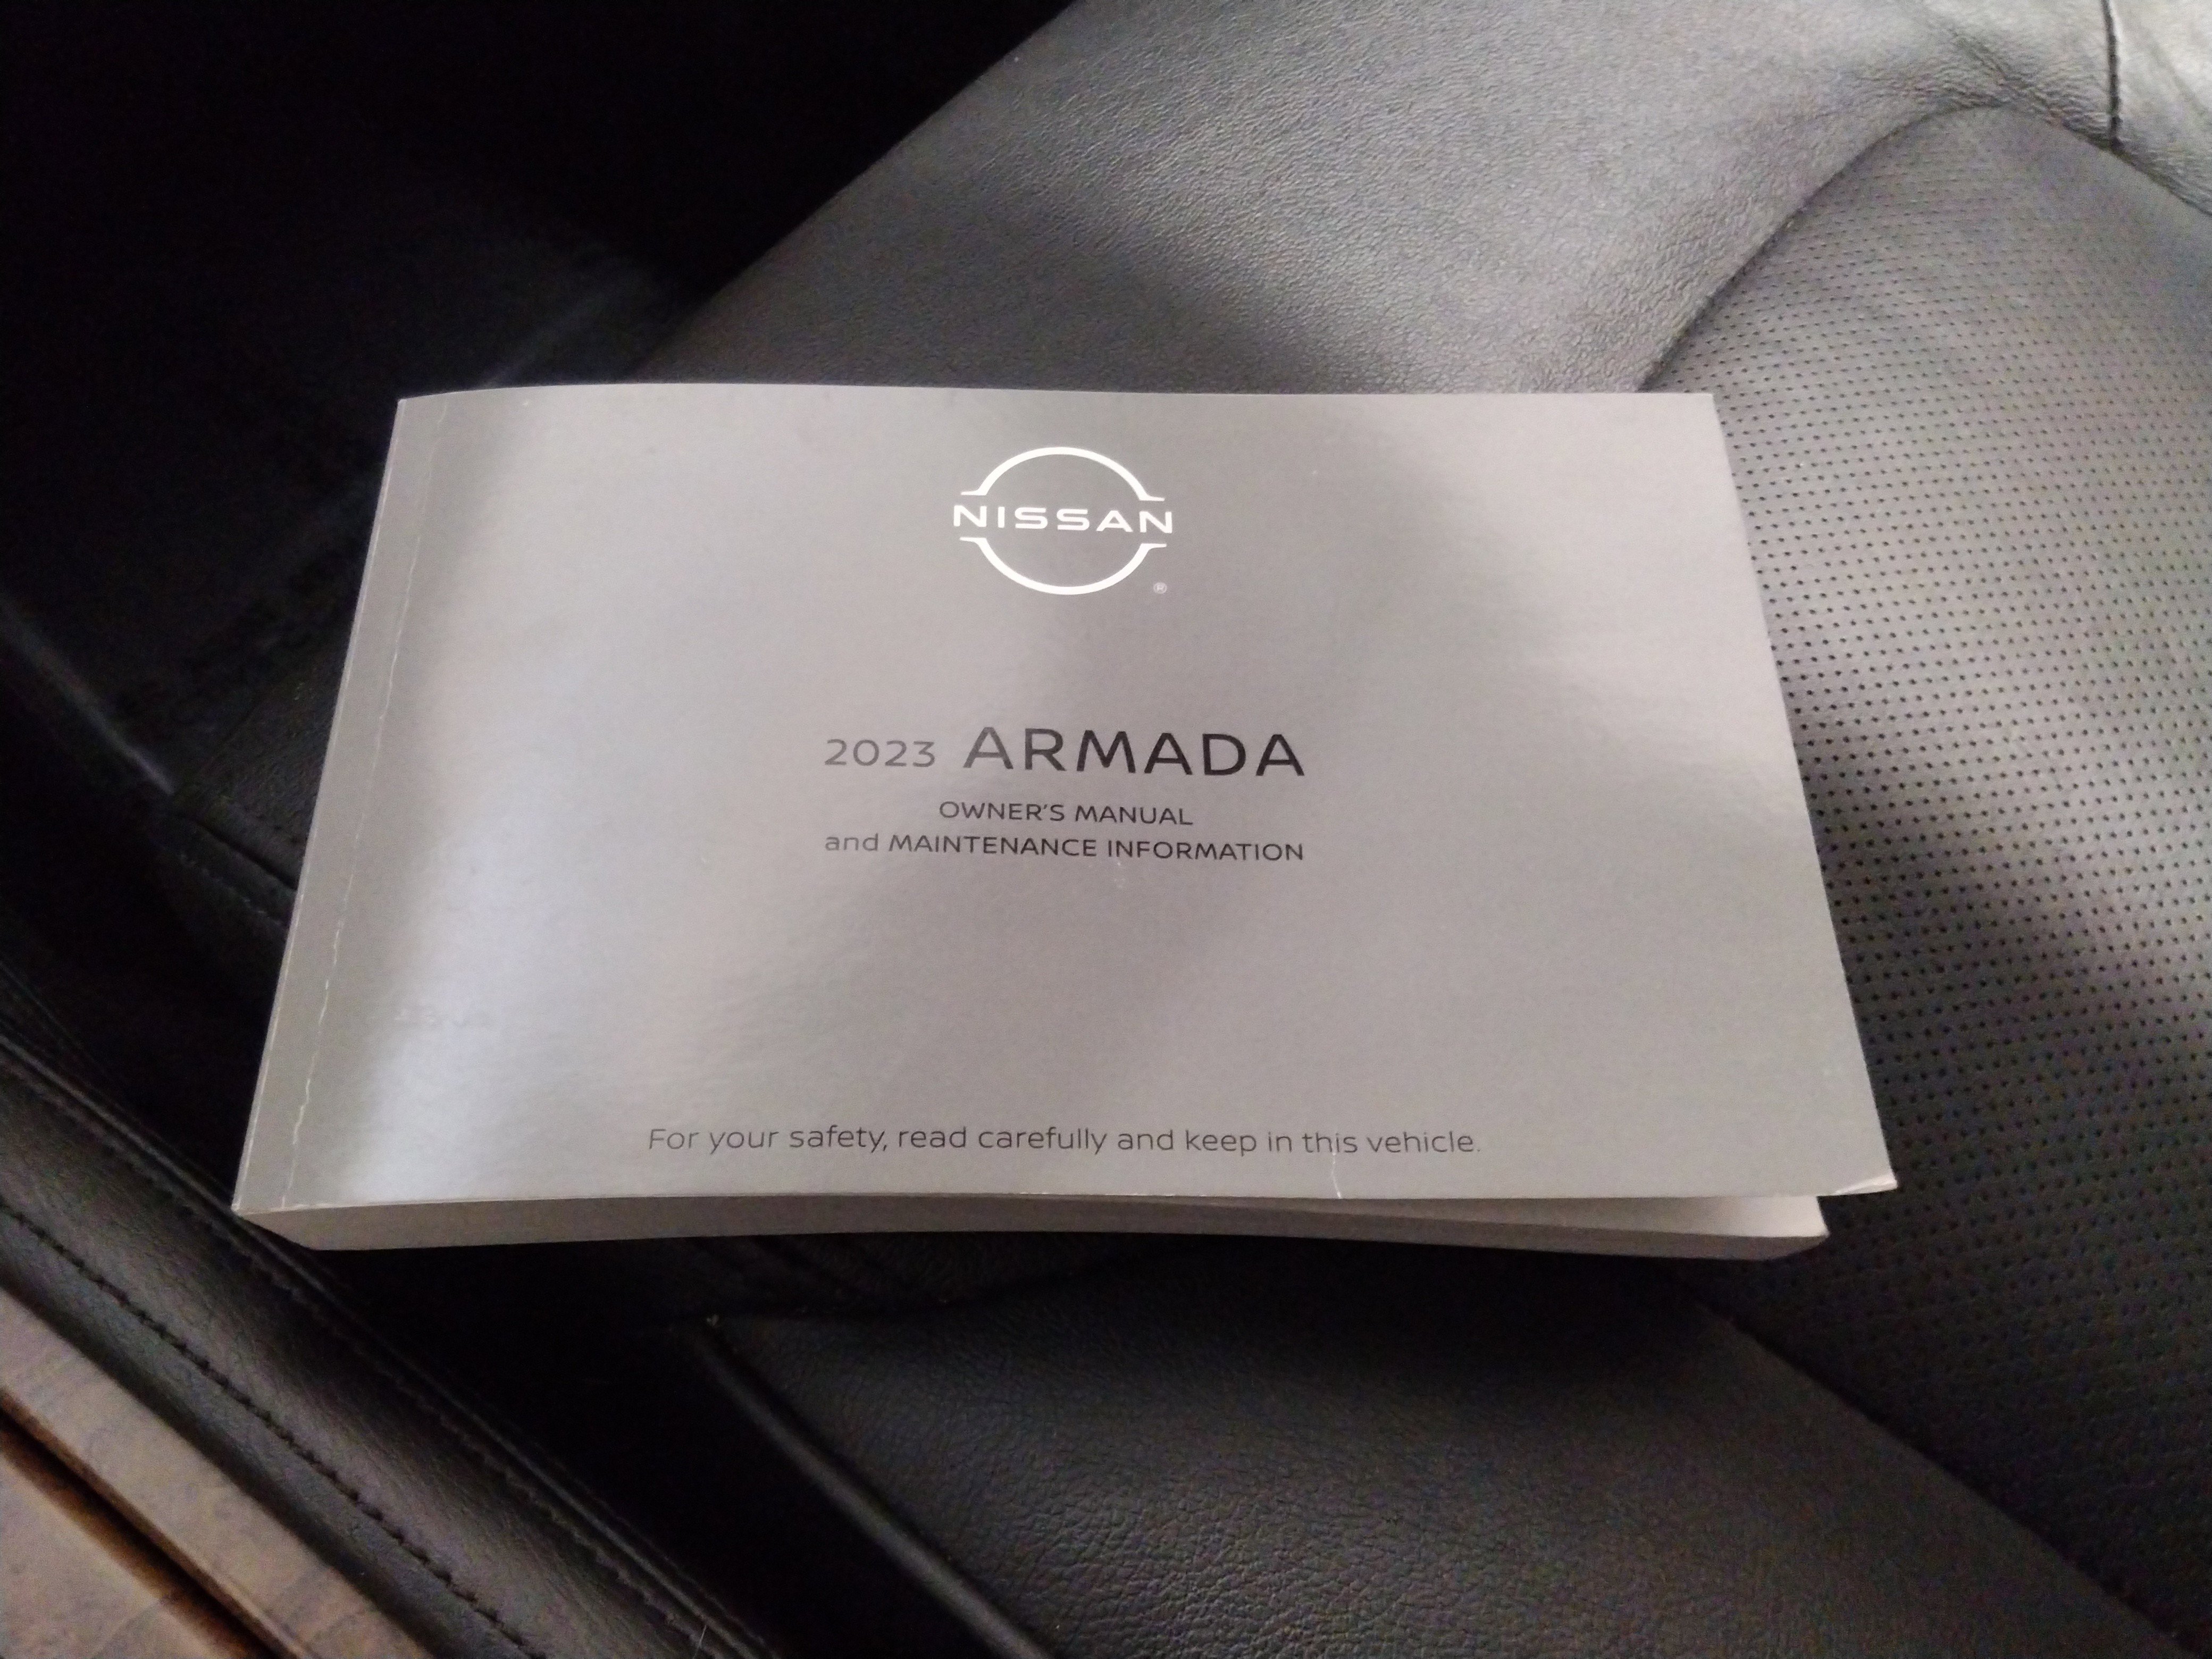 NISSAN
®
2023 ARMADA
OWNER'S MANUAL
and MAINTENANCE INFORMATION
For your safety, read carefully and keep in this vehicle.